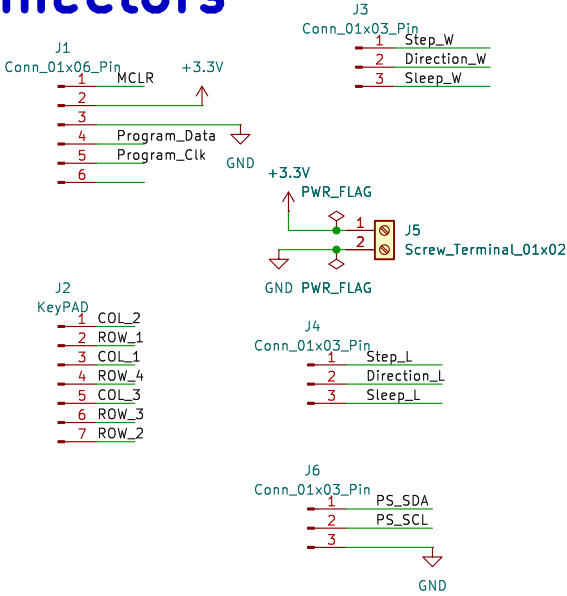 J1
Conn_01x06_Pin
1 MCLR
+3.3V
2
3
4 Program_Data
5 Program_Clk
6
GND
J3
Conn_01x03_Pin
1 Step_W
2 Direction_W
3 Sleep_W
+3.3V
PWR_FLAG
1 J5
2 Screw_Terminal_01x02
GND PWR_FLAG
J2
KeyPAD
1 COL_2
2 ROW_1
3 COL_1
4 ROW_4
5 COL_3
6 ROW_3
7 ROW_2
J4
Conn_01x03_Pin
1 Step_L
2 Direction_L
3 Sleep_L
J6
Conn_01x03_Pin
1 PS_SDA
2 PS_SCL
3
GND